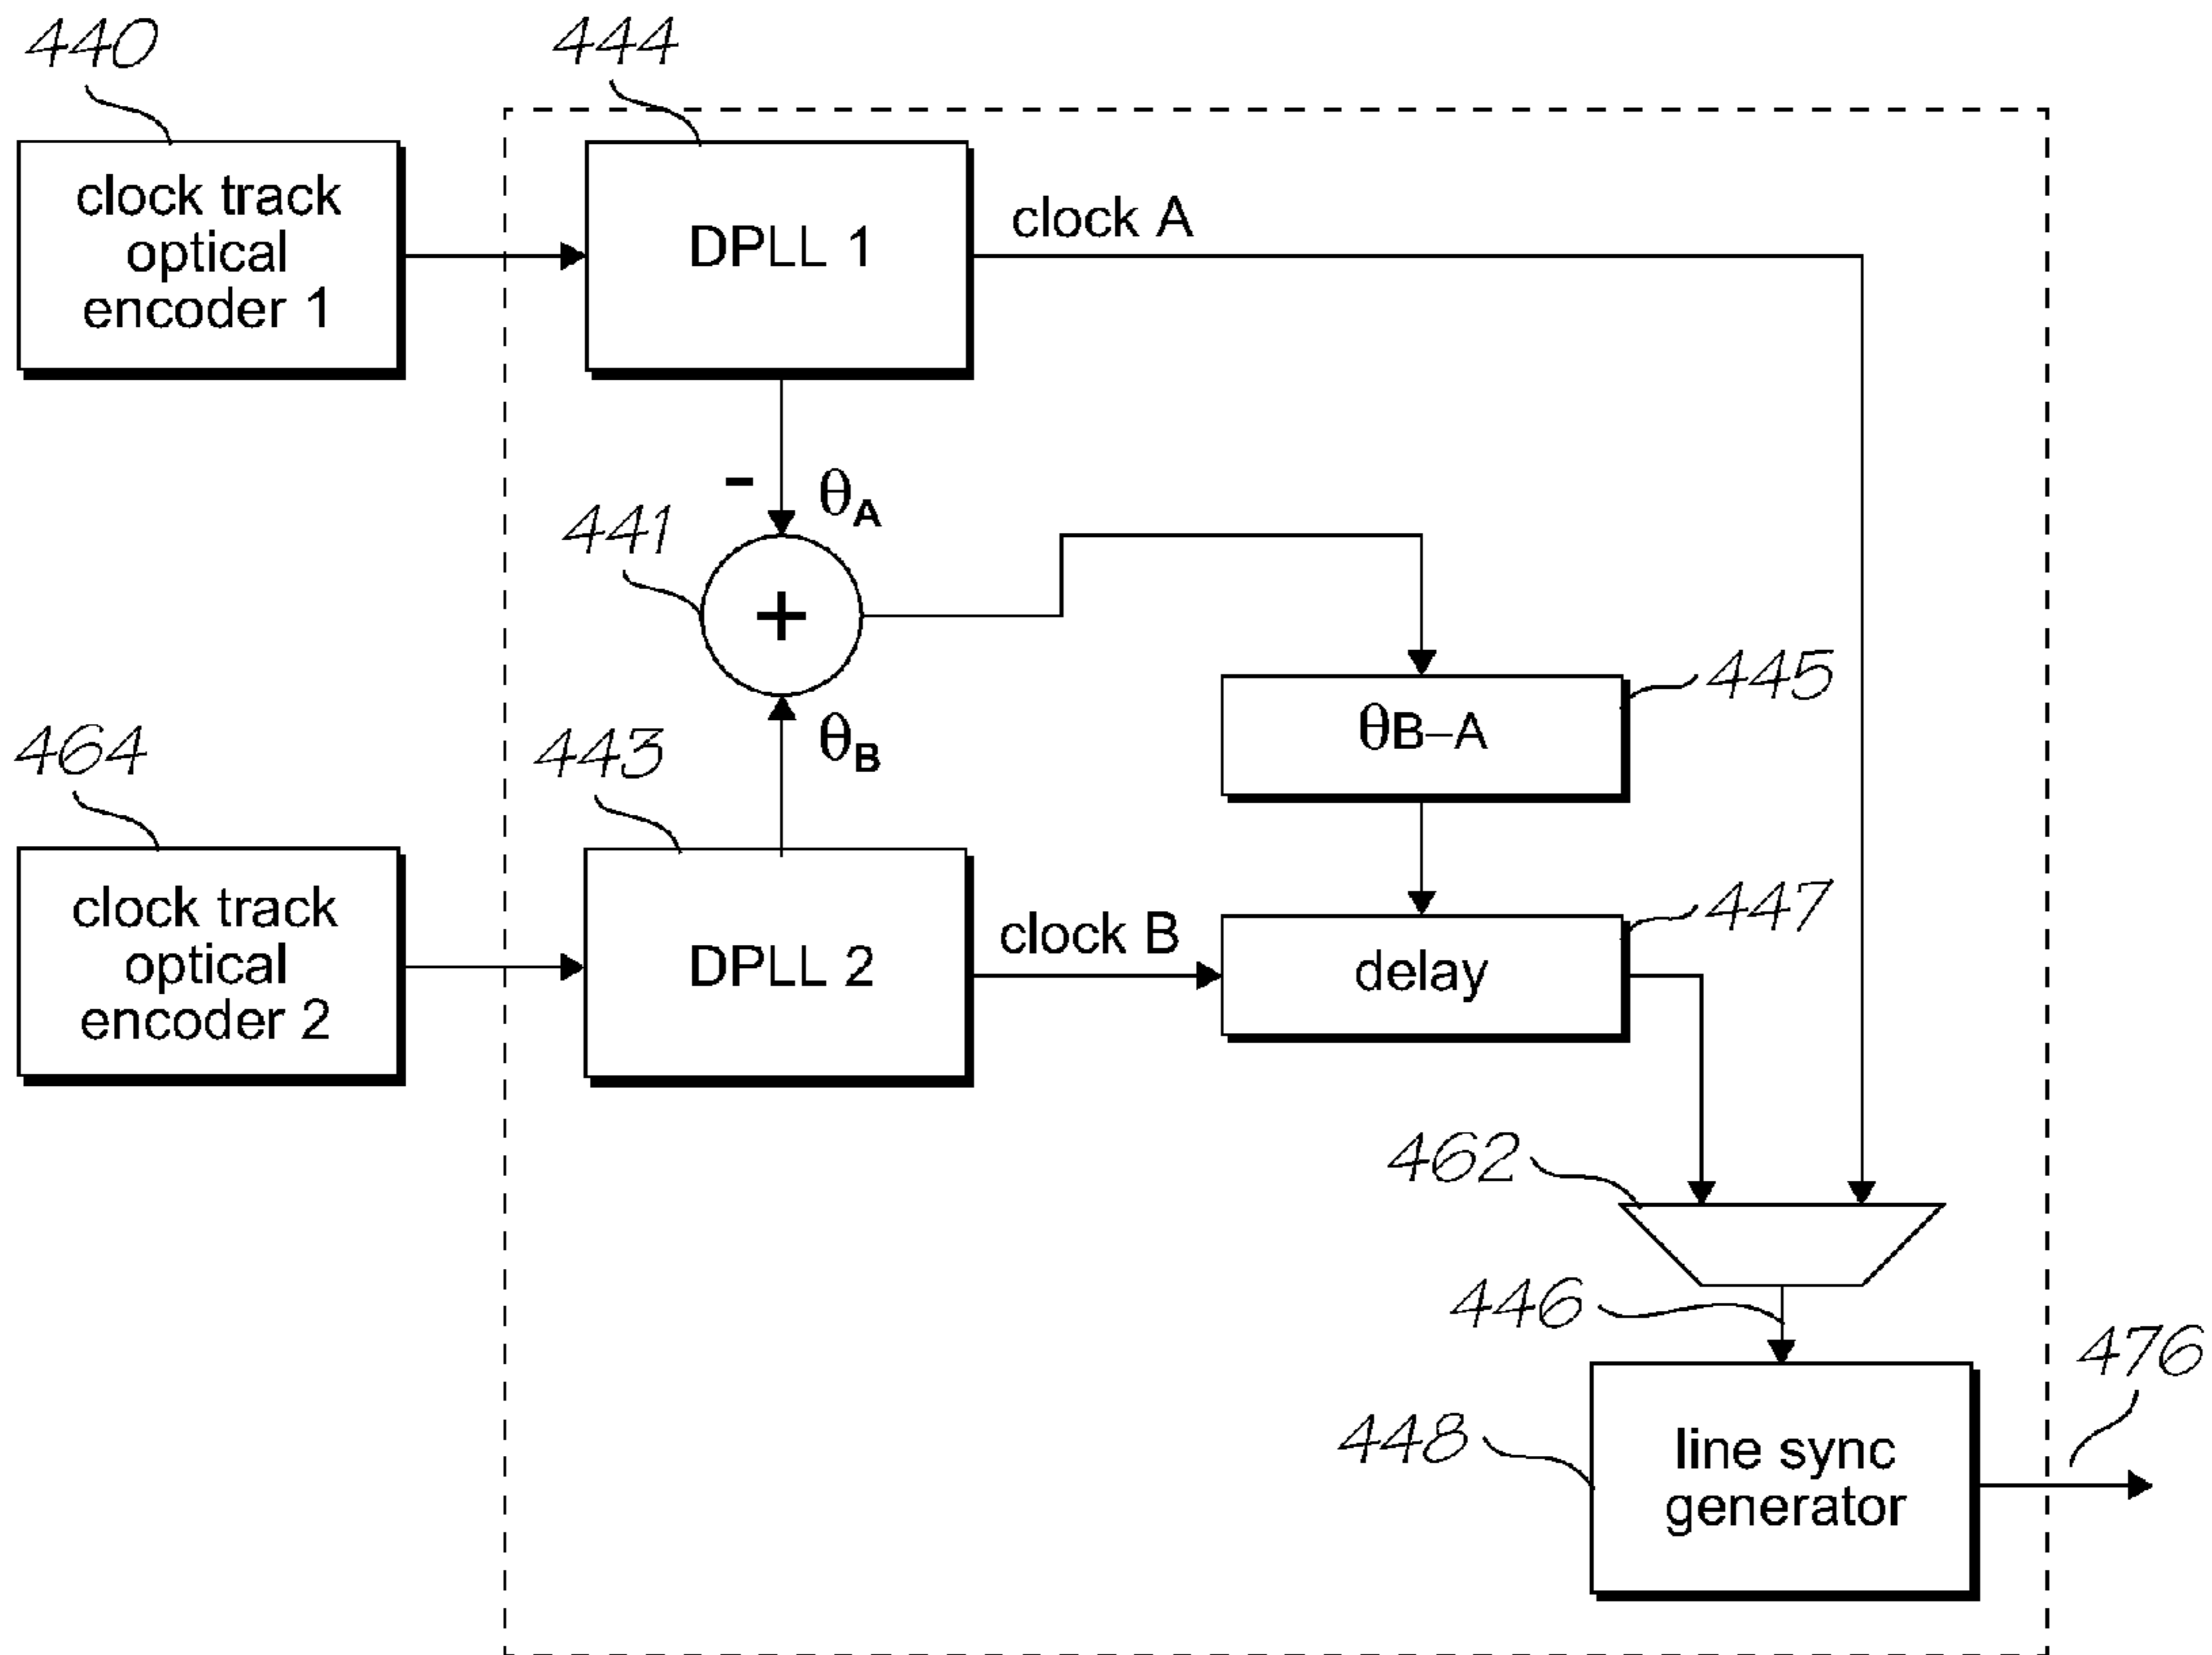 440
444
clock track
optical
encoder 1
DPLL 1
clock A
- θA
441
+
445
θB–A
θB
464
443
447
clock track
optical
encoder 2
DPLL 2
clock B
delay
462
446
476
448
line sync
generator